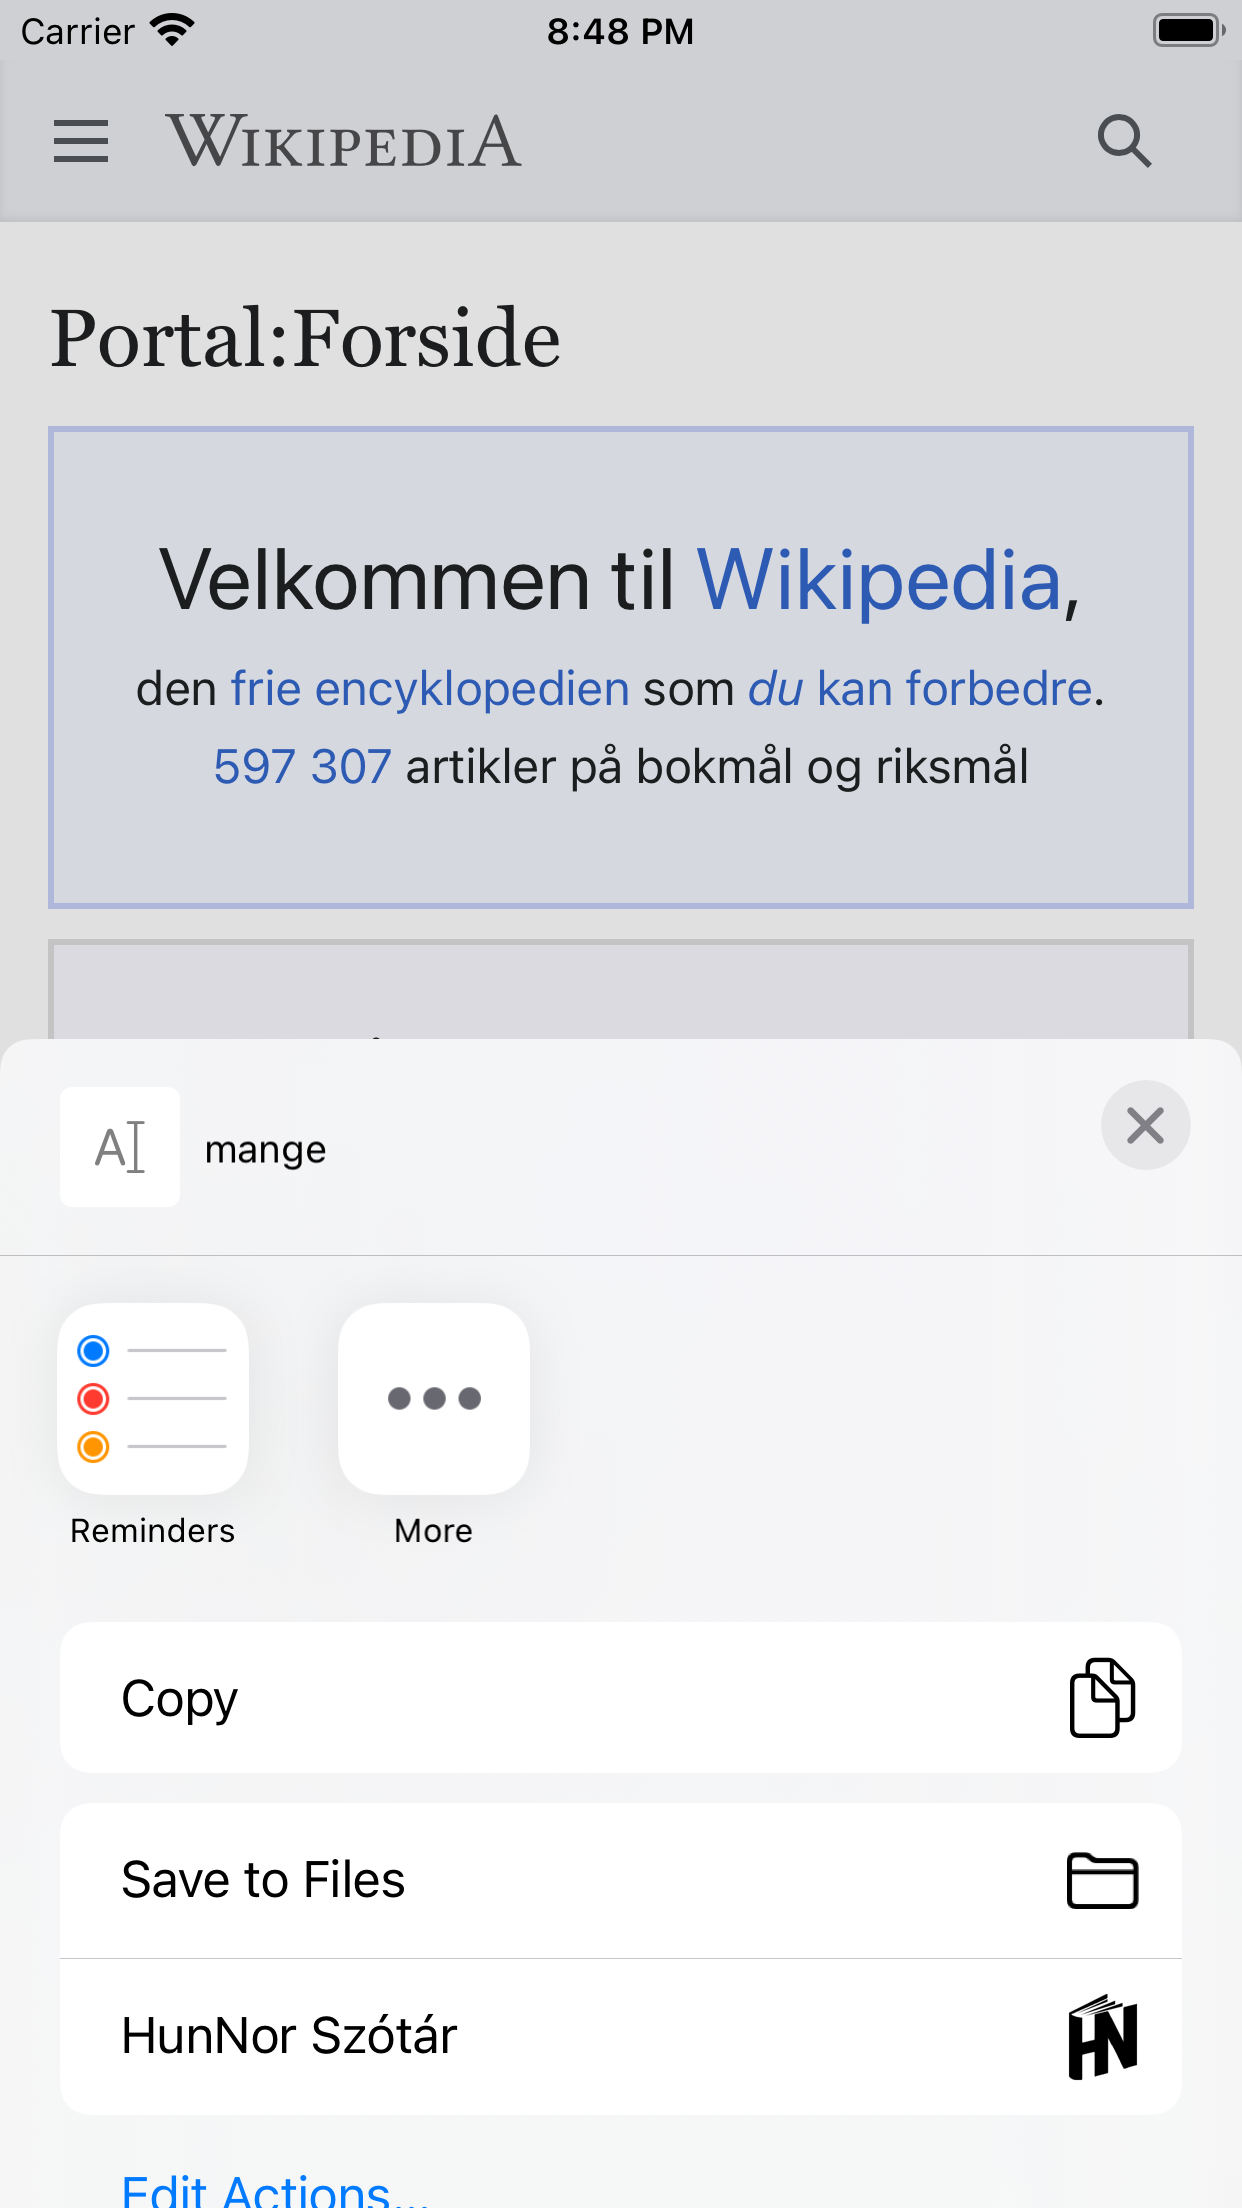 Carrier 8:48 PM
WIKIPEDIA
Portal:Forside
Velkommen til Wikipedia,
den frie encyklopedien som du kan forbedre.
597 307 artikler på bokmål og riksmål
A
mange
Reminders More
Copy
Save to Files
HunNor Szótár
HN
Edit Actions...